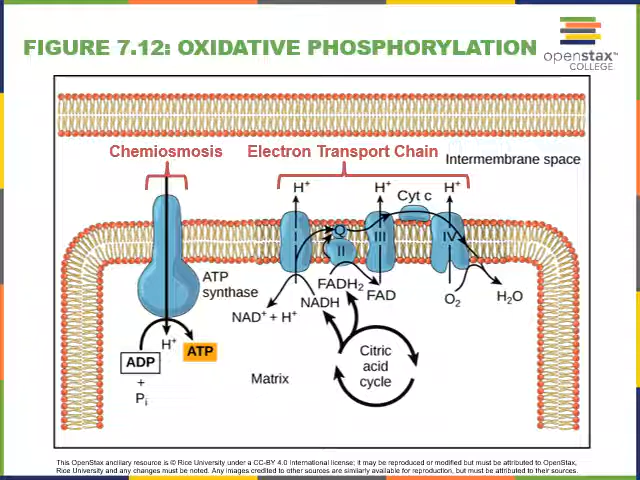 FIGURE 7.12: OXIDATIVE PHOSPHORYLATION
openstax™
COLLEGE
Chemiosmosis
Electron Transport Chain
Intermembrane space
H⁺
H⁺
Cyt c
H⁺
I
Q
II
III
IV
ATP
synthase
FADH₂
FAD
NADH
NAD⁺ + H⁺
O₂
H₂O
H⁺
ADP
ATP
+
Pᵢ
Citric
acid
cycle
Matrix
This OpenStax ancillary resource is © Rice University under a CC-BY 4.0 International license; it may be reproduced or modified but must be attributed to OpenStax,
Rice University and any changes must be noted. Any images credited to other sources are similarly available for reproduction, but must be attributed to their sources.